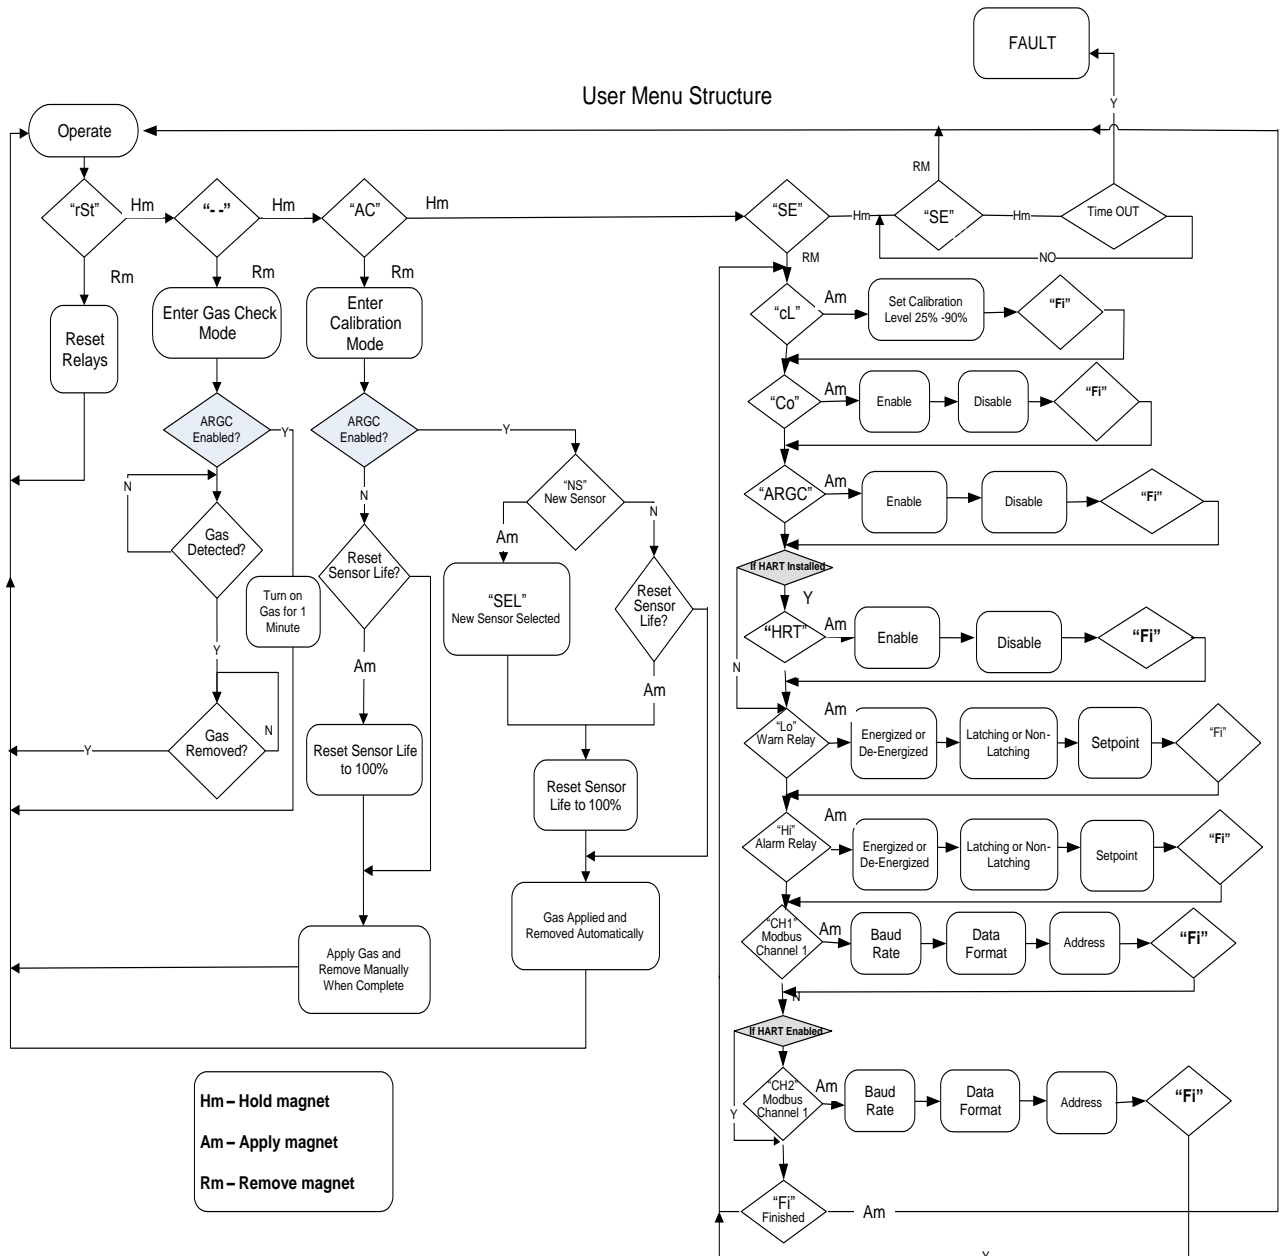 FAULT
User Menu Structure
Y
Operate
RM
"rSt"
Hm
"- -"
Hm
"AC"
Hm
"SE"
Hm
"SE"
Hm
Time OUT
NO
Rm
Rm
Rm
RM
Reset
Relays
Enter Gas Check
Mode
Enter
Calibration
Mode
"cL"
Am
Set Calibration
Level 25% -90%
"Fi"
ARGC
Enabled?
Y
ARGC
Enabled?
Y
"Co"
Am
Enable
Disable
"Fi"
N
Gas
Detected?
N
"NS"
New Sensor
N
Am
"ARGC"
Am
Enable
Disable
"Fi"
Reset
Sensor Life?
If HART Installed
Y
Turn on
Gas for 1
Minute
"SEL"
New Sensor Selected
Reset
Sensor
Life?
"HRT"
Am
Enable
Disable
"Fi"
Y
Am
Am
N
Gas
Removed?
N
Y
"Lo"
Warn Relay
Am
Energized or
De-Energized
Latching or Non-
Latching
Setpoint
"Fi"
Reset Sensor Life
to 100%
Reset Sensor
Life to 100%
"Hi"
Alarm Relay
Am
Energized or
De-Energized
Latching or Non-
Latching
Setpoint
"Fi"
Gas Applied and
Removed Automatically
"CH1"
Modbus
Channel 1
Am
Baud
Rate
Data
Format
Address
"Fi"
Apply Gas and
Remove Manually
When Complete
N
If HART Enabled
Hm – Hold magnet
Am – Apply magnet
Rm – Remove magnet
"CH2"
Modbus
Channel 1
Am
Baud
Rate
Data
Format
Address
"Fi"
Y
"Fi"
Finished
Am
Y